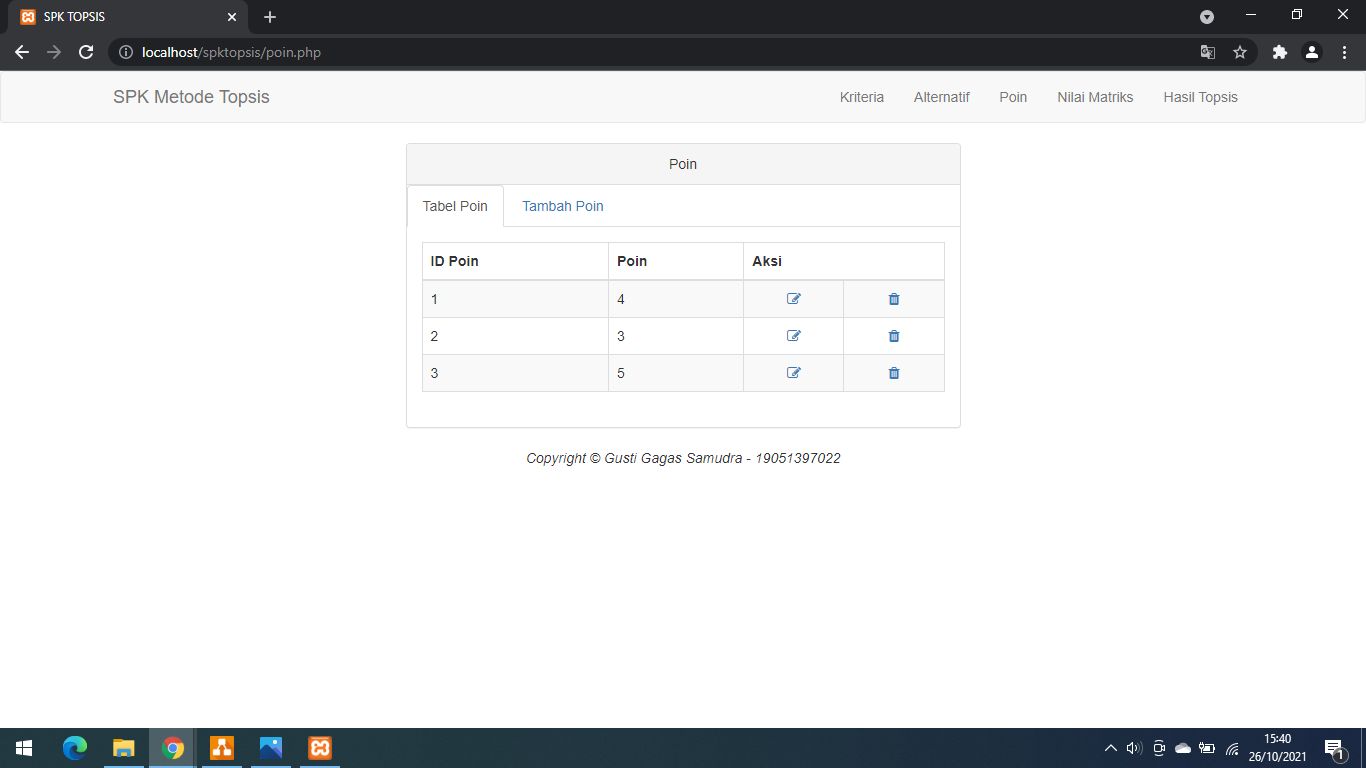 SPK TOPSIS
localhost/spktopsis/poin.php
SPK Metode Topsis Kriteria Alternatif Poin Nilai Matriks Hasil Topsis
Poin
Tabel Poin Tambah Poin
ID Poin Poin Aksi
1 4
2 3
3 5
Copyright © Gusti Gagas Samudra - 19051397022
15:40
26/10/2021
1